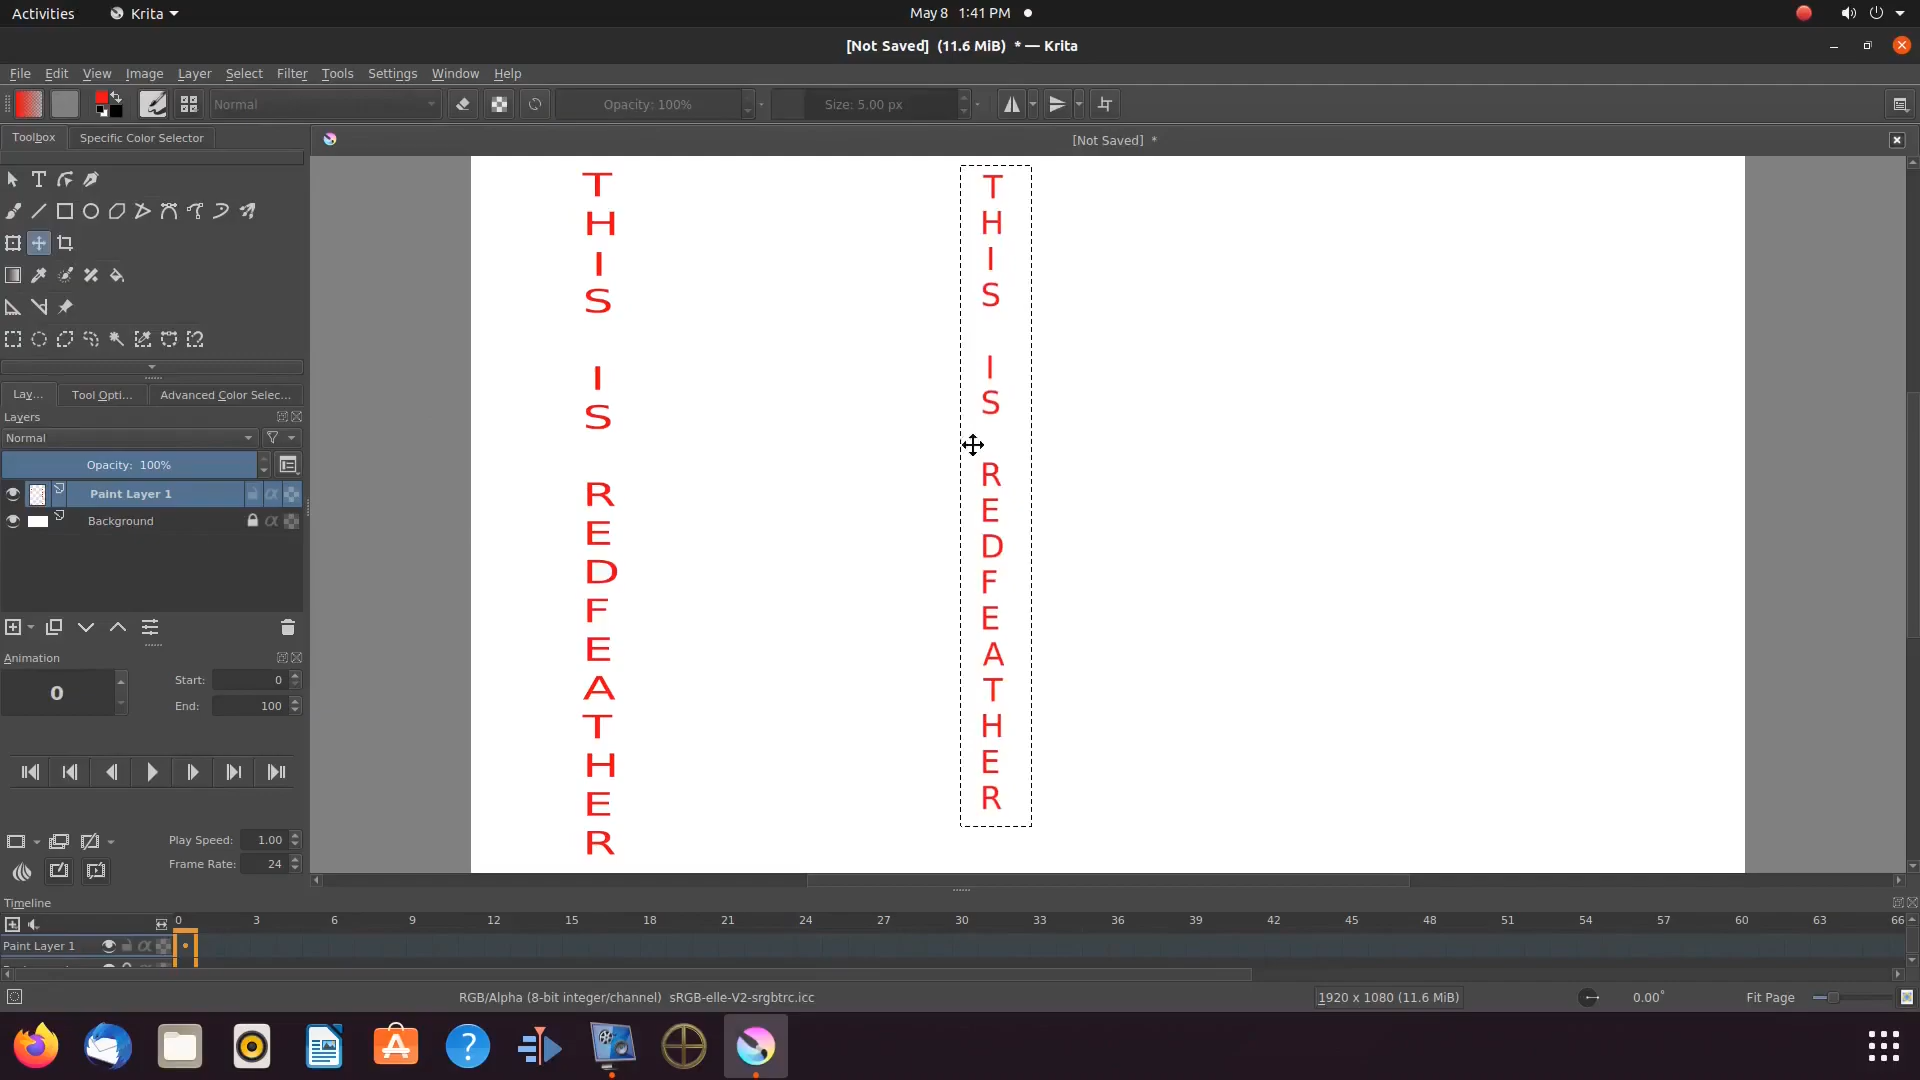 Activities
Krita
May 8 1:41 PM
[Not Saved] (11.6 MiB) * — Krita
File Edit View Image Layer Select Filter Tools Settings Window Help
Normal
Opacity: 100%
Size: 5.00 px
Toolbox
Specific Color Selector
[Not Saved] *
T
H
I
S
I
S
R
E
D
F
E
A
T
H
E
R
T
H
I
S
I
S
R
E
D
F
E
A
T
H
E
R
Lay...
Tool Opti...
Advanced Color Selec...
Layers
Normal
Opacity: 100%
Paint Layer 1
Background
Animation
0
Start: 0
End: 100
Play Speed: 1.00
Frame Rate: 24
Timeline
0 3 6 9 12 15 18 21 24 27 30 33 36 39 42 45 48 51 54 57 60 63 66
Paint Layer 1
RGB/Alpha (8-bit integer/channel) sRGB-elle-V2-srgbtrc.icc
1920 x 1080 (11.6 MiB)
0.00°
Fit Page